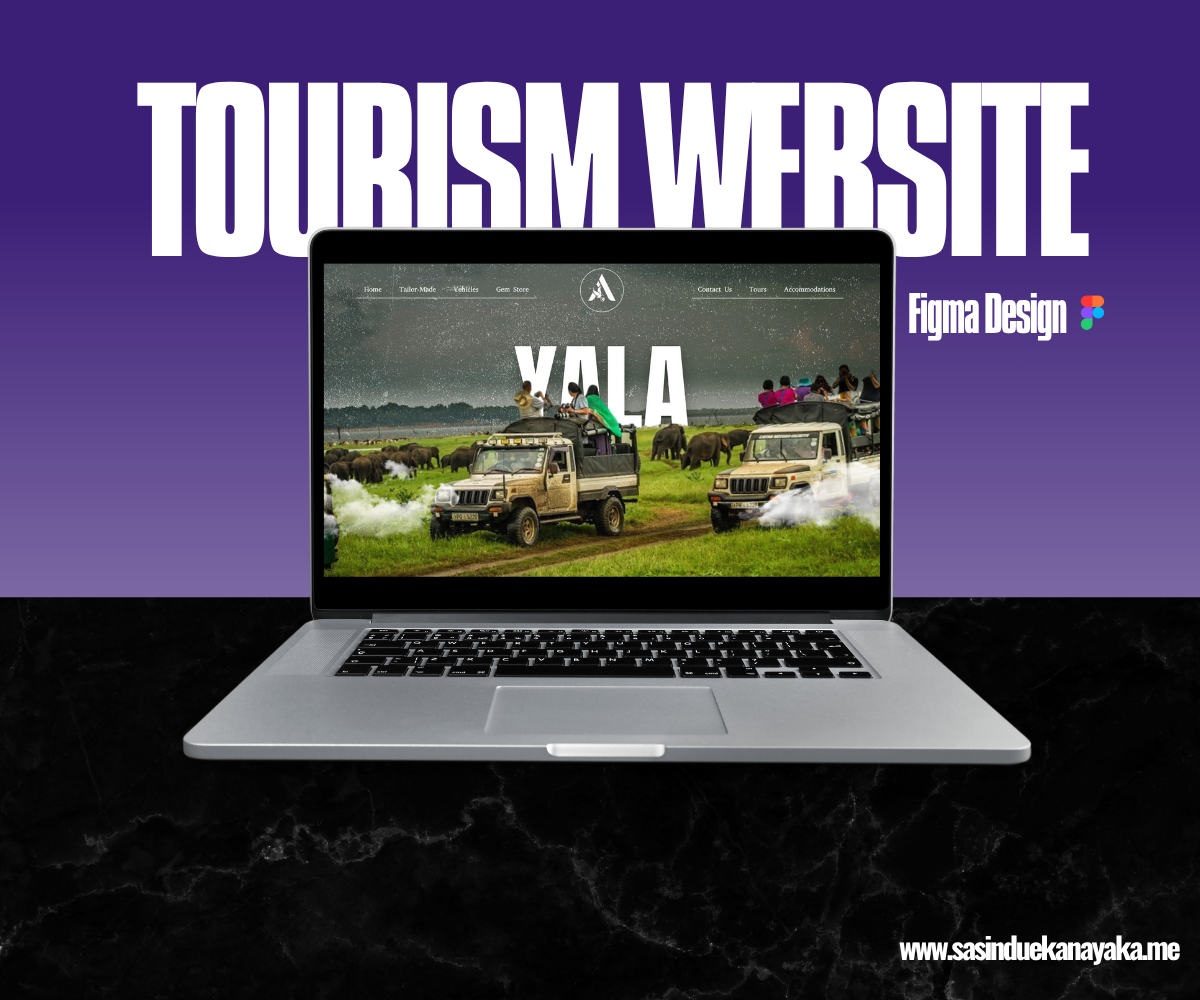 TOURISM WEBSITE
Figma Design
Home Tailor-Made Vehicles Gem Store
Contact Us Tours Accommodations
YALA
www.sasinduekanayaka.me